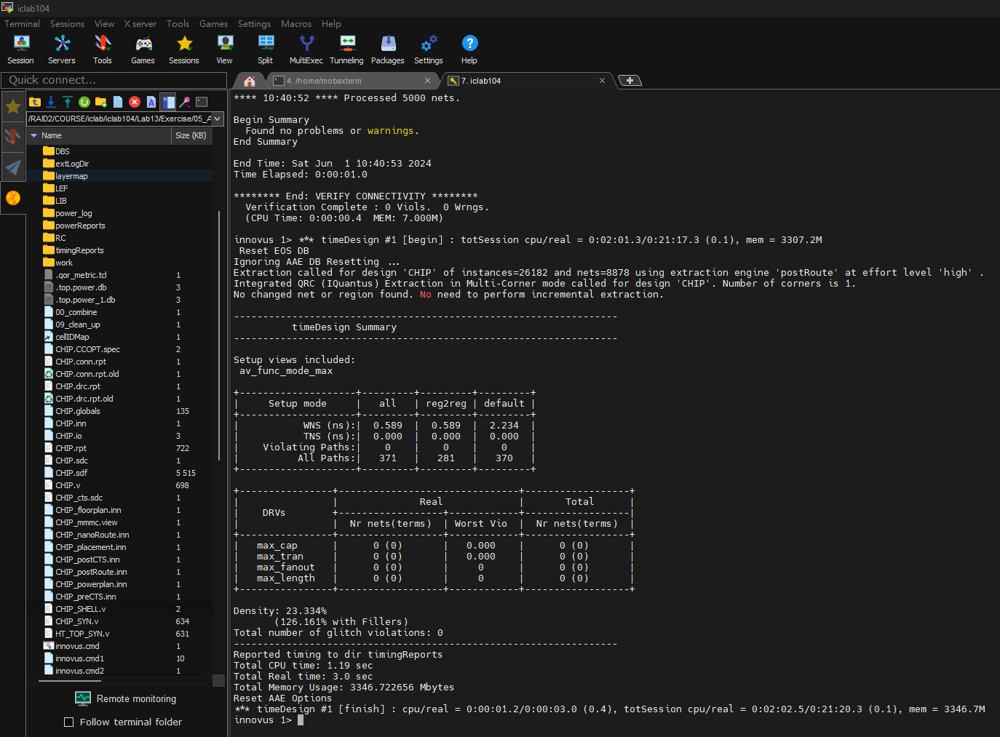 iclab104
Terminal Sessions View X server Tools Games Settings Macros Help
Session Servers Tools Games Sessions View Split MultiExec Tunneling Packages Settings Help
Quick connect...
4. /home/mobaxterm
7. iclab104
/RAID2/COURSE/iclab/iclab104/Lab13/Exercise/05_A
Name Size (KB)
DBS
extLogDir
layermap
LEF
LIB
power_log
powerReports
RC
timingReports
work
.qor_metric.tcl 1
.top.power.db 3
.top.power_1.db 3
00_combine 1
09_clean_up 1
cellIDMap 1
CHIP.CCOPT.spec 2
CHIP.conn.rpt 1
CHIP.conn.rpt.old 1
CHIP.drc.rpt 1
CHIP.drc.rpt.old 1
CHIP.globals 135
CHIP.inn 1
CHIP.io 3
CHIP.rpt 722
CHIP.sdc 1
CHIP.sdf 5 515
CHIP.v 698
CHIP_cts.sdc 1
CHIP_floorplan.inn 1
CHIP_mmmc.view 1
CHIP_nanoRoute.inn 1
CHIP_placement.inn 1
CHIP_postCTS.inn 1
CHIP_postRoute.inn 1
CHIP_powerplan.inn 1
CHIP_preCTS.inn 1
CHIP_SHELL.v 2
CHIP_SYN.v 634
HT_TOP_SYN.v 631
innovus.cmd 1
innovus.cmd1 10
innovus.cmd2 1
Remote monitoring
Follow terminal folder
**** 10:40:52 **** Processed 5000 nets.
Begin Summary
Found no problems or warnings.
End Summary
End Time: Sat Jun  1 10:40:53 2024
Time Elapsed: 0:00:01.0
******** End: VERIFY CONNECTIVITY ********
Verification Complete : 0 Viols.  0 Wrngs.
(CPU Time: 0:00:00.4  MEM: 7.000M)
innovus 1> *** timeDesign #1 [begin] : totSession cpu/real = 0:02:01.3/0:21:17.3 (0.1), mem = 3307.2M
Reset EOS DB
Ignoring AAE DB Resetting ...
Extraction called for design 'CHIP' of instances=26182 and nets=8878 using extraction engine 'postRoute' at effort level 'high' .
Integrated QRC (IQuantus) Extraction in Multi-Corner mode called for design 'CHIP'. Number of corners is 1.
No changed net or region found. No need to perform incremental extraction.
------------------------------------------------------------------
timeDesign Summary
------------------------------------------------------------------
Setup views included:
av_func_mode_max
+--------------------+---------+---------+---------+
| Setup mode | all | reg2reg | default |
+--------------------+---------+---------+---------+
| WNS (ns):| 0.589 | 0.589 | 2.234 |
| TNS (ns):| 0.000 | 0.000 | 0.000 |
| Violating Paths:| 0 | 0 | 0 |
| All Paths:| 371 | 281 | 370 |
+--------------------+---------+---------+---------+
+----------------+-------------------------------+------------------+
| | Real | Total |
| DRVs +------------------+------------+------------------|
| | Nr nets(terms) | Worst Vio | Nr nets(terms) |
+----------------+------------------+------------+------------------+
| max_cap | 0 (0) | 0.000 | 0 (0) |
| max_tran | 0 (0) | 0.000 | 0 (0) |
| max_fanout | 0 (0) | 0 | 0 (0) |
| max_length | 0 (0) | 0 | 0 (0) |
+----------------+------------------+------------+------------------+
Density: 23.334%
(126.161% with Fillers)
Total number of glitch violations: 0
------------------------------------------------------------------
Reported timing to dir timingReports
Total CPU time: 1.19 sec
Total Real time: 3.0 sec
Total Memory Usage: 3346.722656 Mbytes
Reset AAE Options
*** timeDesign #1 [finish] : cpu/real = 0:00:01.2/0:00:03.0 (0.4), totSession cpu/real = 0:02:02.5/0:21:20.3 (0.1), mem = 3346.7M
innovus 1>